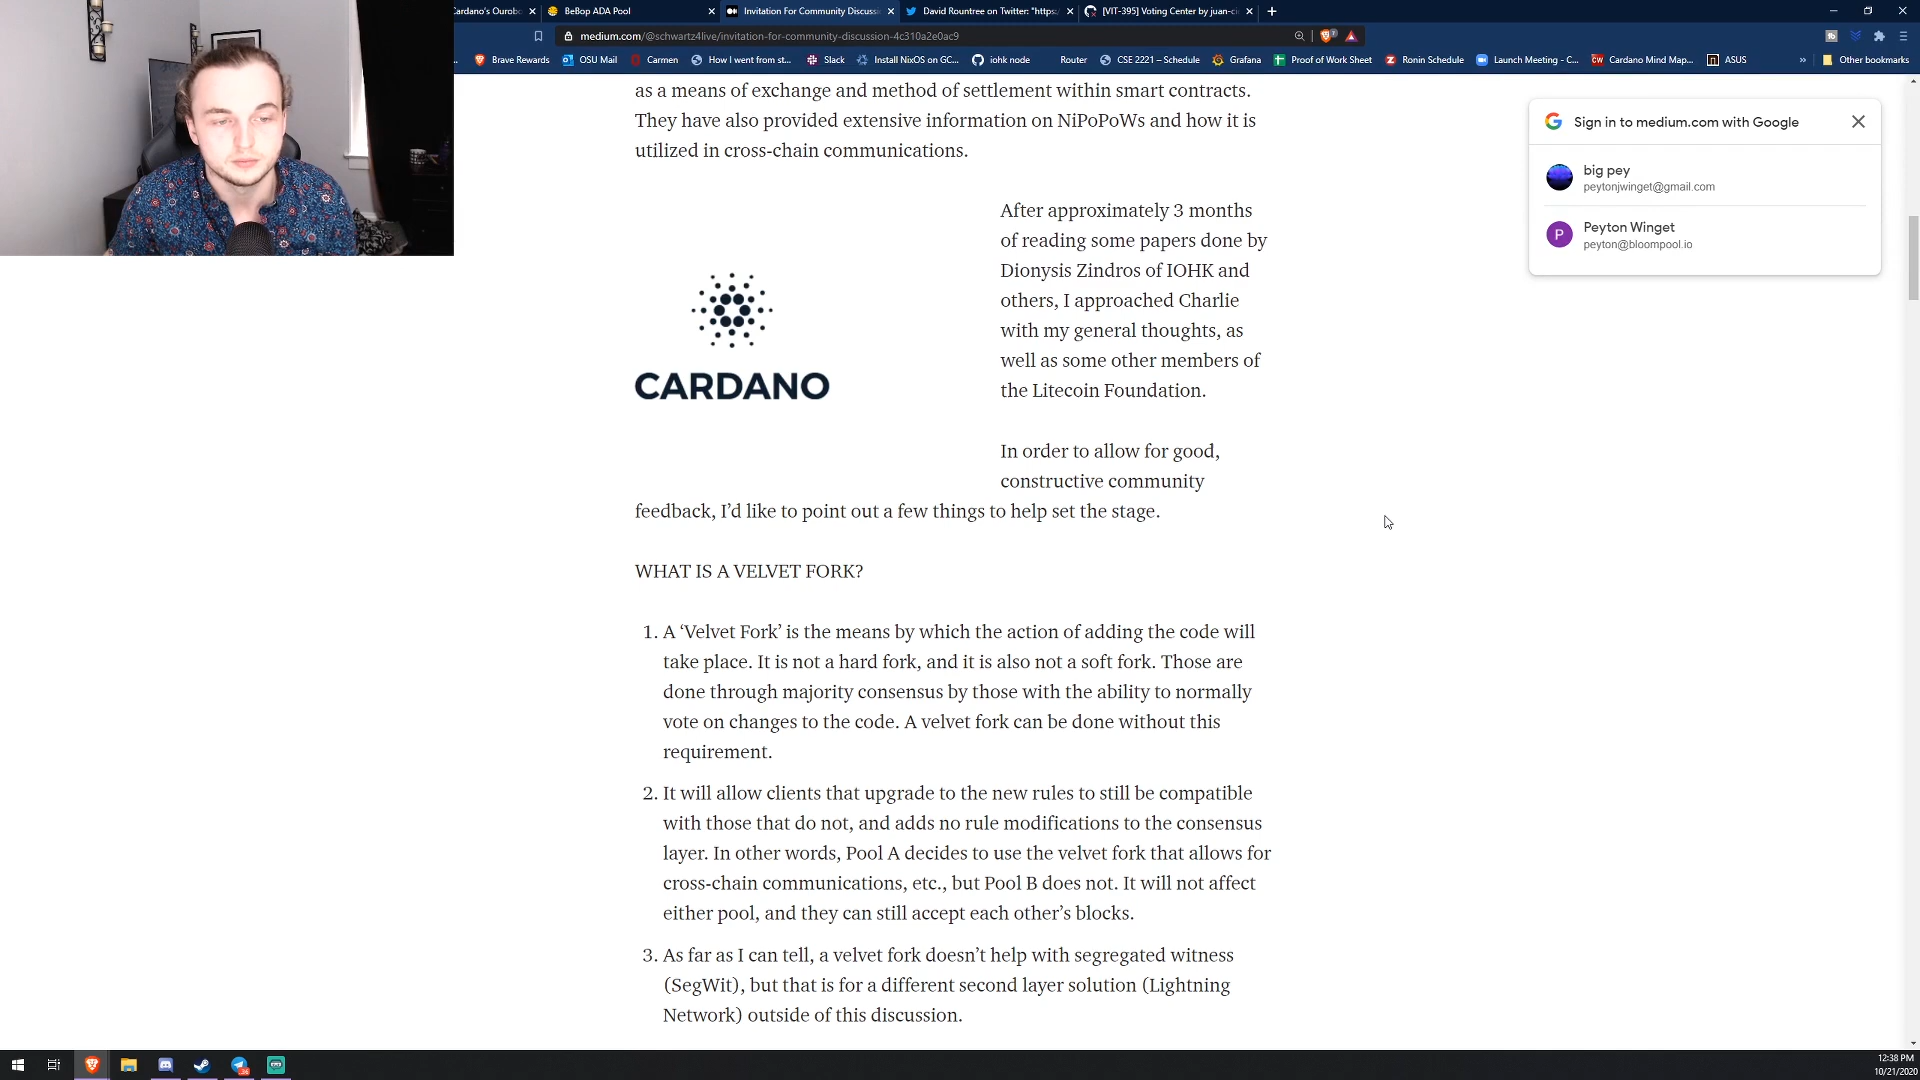 Cardano's Ourobo
BeBop ADA Pool
Invitation For Community Discuss
David Rountree on Twitter: "https:
[VIT-395] Voting Center by juan-ci
medium.com/@schwartz4live/invitation-for-community-discussion-4c310a2e0ac9
Brave Rewards
OSU Mail
Carmen
How I went from st...
Slack
Install NixOS on GC...
iohk node
Router
CSE 2221 – Schedule
Grafana
Proof of Work Sheet
Ronin Schedule
Launch Meeting - C...
Cardano Mind Map...
ASUS
Other bookmarks
as a means of exchange and method of settlement within smart contracts.
They have also provided extensive information on NiPoPoWs and how it is
utilized in cross-chain communications.
Sign in to medium.com with Google
big pey
peytonjwinget@gmail.com
P
Peyton Winget
peyton@bloompool.io
CARDANO
After approximately 3 months
of reading some papers done by
Dionysis Zindros of IOHK and
others, I approached Charlie
with my general thoughts, as
well as some other members of
the Litecoin Foundation.
In order to allow for good,
constructive community
feedback, I'd like to point out a few things to help set the stage.
WHAT IS A VELVET FORK?
1. A ‘Velvet Fork’ is the means by which the action of adding the code will
take place. It is not a hard fork, and it is also not a soft fork. Those are
done through majority consensus by those with the ability to normally
vote on changes to the code. A velvet fork can be done without this
requirement.
2. It will allow clients that upgrade to the new rules to still be compatible
with those that do not, and adds no rule modifications to the consensus
layer. In other words, Pool A decides to use the velvet fork that allows for
cross-chain communications, etc., but Pool B does not. It will not affect
either pool, and they can still accept each other's blocks.
3. As far as I can tell, a velvet fork doesn't help with segregated witness
(SegWit), but that is for a different second layer solution (Lightning
Network) outside of this discussion.
12:38 PM
10/21/2020